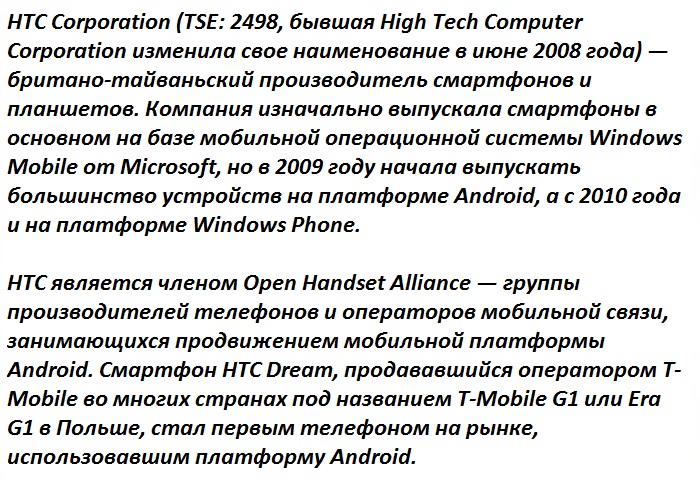 HTC Corporation (TSE: 2498, бывшая High Tech Computer
Corporation изменила свое наименование в июне 2008 года) —
британо-тайваньский производитель смартфонов и
планшетов. Компания изначально выпускала смартфоны в
основном на базе мобильной операционной системы Windows
Mobile от Microsoft, но в 2009 году начала выпускать
большинство устройств на платформе Android, а с 2010 года
и на платформе Windows Phone.

HTC является членом Open Handset Alliance — группы
производителей телефонов и операторов мобильной связи,
занимающихся продвижением мобильной платформы
Android. Смартфон HTC Dream, продававшийся оператором T-
Mobile во многих странах под названием T-Mobile G1 или Era
G1 в Польше, стал первым телефоном на рынке,
использовавшим платформу Android.